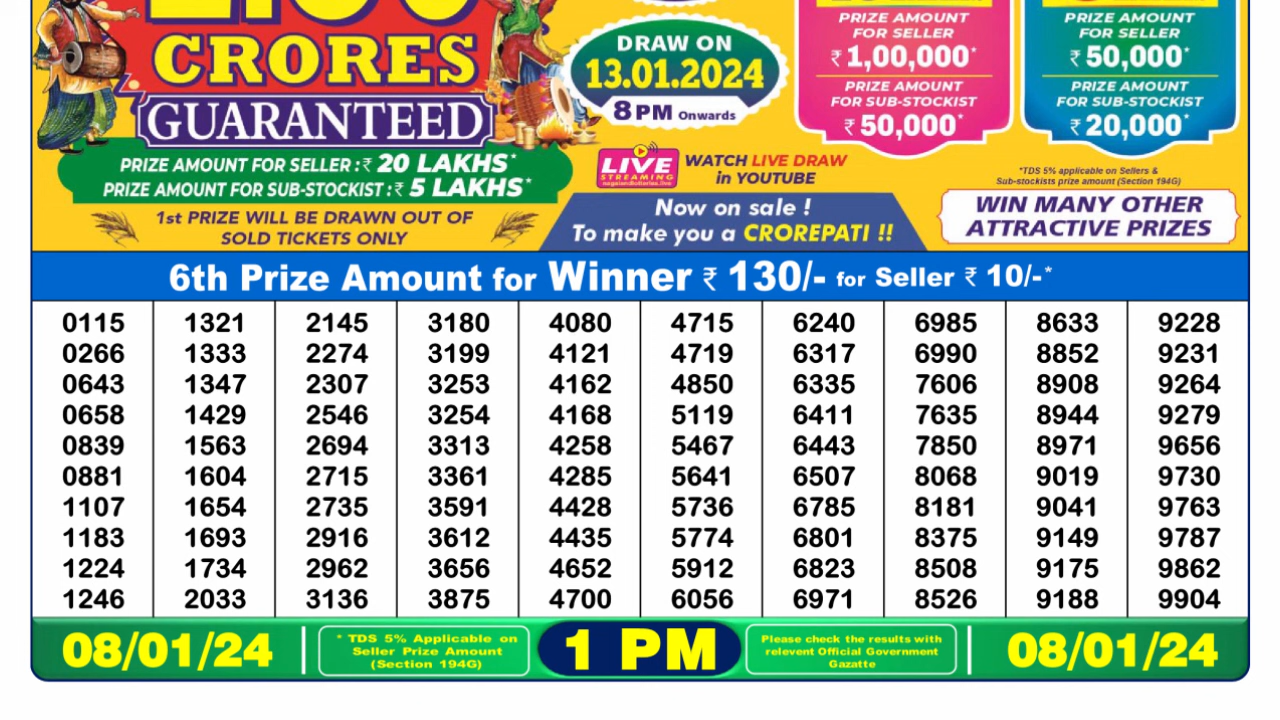 CRORES
GUARANTEED
PRIZE AMOUNT FOR SELLER :₹ 20 LAKHS*
PRIZE AMOUNT FOR SUB-STOCKIST :₹ 5 LAKHS*
1st PRIZE WILL BE DRAWN OUT OF
SOLD TICKETS ONLY
DRAW ON
13.01.2024
8 PM Onwards
LIVE
STREAMING
WATCH LIVE DRAW
in YOUTUBE
Now on sale !
To make you a CROREPATI !!
PRIZE AMOUNT
FOR SELLER
₹ 1,00,000*
PRIZE AMOUNT
FOR SUB-STOCKIST
₹ 50,000*
PRIZE AMOUNT
FOR SELLER
₹ 50,000*
PRIZE AMOUNT
FOR SUB-STOCKIST
₹ 20,000*
*TDS 5% applicable on Sellers &
Sub-stockists prize amount (Section 194G)
WIN MANY OTHER
ATTRACTIVE PRIZES
6th Prize Amount for Winner ₹ 130/- for Seller ₹ 10/-*
0115 1321 2145 3180 4080 4715 6240 6985 8633 9228
0266 1333 2274 3199 4121 4719 6317 6990 8852 9231
0643 1347 2307 3253 4162 4850 6335 7606 8908 9264
0658 1429 2546 3254 4168 5119 6411 7635 8944 9279
0839 1563 2694 3313 4258 5467 6443 7850 8971 9656
0881 1604 2715 3361 4285 5641 6507 8068 9019 9730
1107 1654 2735 3591 4428 5736 6785 8181 9041 9763
1183 1693 2916 3612 4435 5774 6801 8375 9149 9787
1224 1734 2962 3656 4652 5912 6823 8508 9175 9862
1246 2033 3136 3875 4700 6056 6971 8526 9188 9904
08/01/24
* TDS 5% Applicable on
Seller Prize Amount
(Section 194G)
1 PM
Please check the results with
relevent Official Government
Gazatte
08/01/24